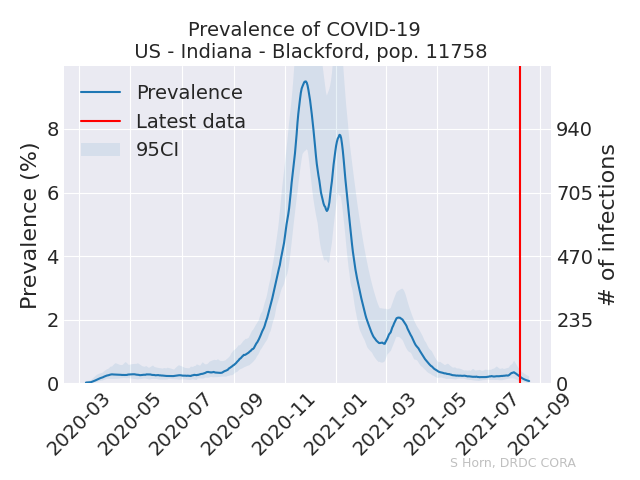 Prevalence of COVID-19
US - Indiana - Blackford, pop. 11758
Prevalence
Latest data
95CI
Prevalence (%)
8
6
4
2
0
# of infections
940
705
470
235
0
2020-03
2020-05
2020-07
2020-09
2020-11
2021-01
2021-03
2021-05
2021-07
2021-09
S Horn, DRDC CORA